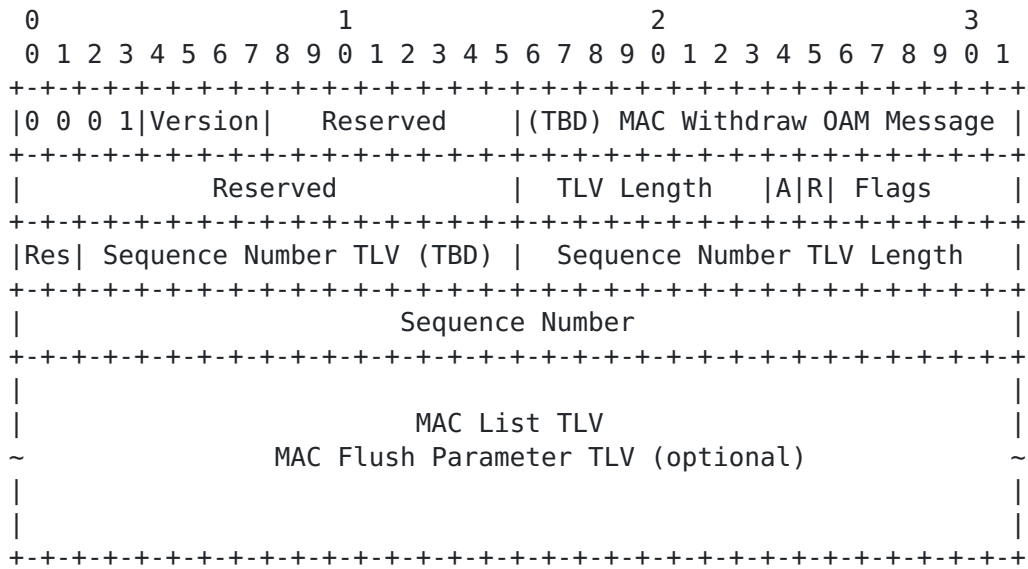 0                   1                   2                   3
 0 1 2 3 4 5 6 7 8 9 0 1 2 3 4 5 6 7 8 9 0 1 2 3 4 5 6 7 8 9 0 1
+-+-+-+-+-+-+-+-+-+-+-+-+-+-+-+-+-+-+-+-+-+-+-+-+-+-+-+-+-+-+-+-+
|0 0 0 1|Version|   Reserved    |(TBD) MAC Withdraw OAM Message |
+-+-+-+-+-+-+-+-+-+-+-+-+-+-+-+-+-+-+-+-+-+-+-+-+-+-+-+-+-+-+-+-+
|            Reserved           |  TLV Length   |A|R| Flags     |
+-+-+-+-+-+-+-+-+-+-+-+-+-+-+-+-+-+-+-+-+-+-+-+-+-+-+-+-+-+-+-+-+
|Res| Sequence Number TLV (TBD) |  Sequence Number TLV Length   |
+-+-+-+-+-+-+-+-+-+-+-+-+-+-+-+-+-+-+-+-+-+-+-+-+-+-+-+-+-+-+-+-+
|                        Sequence Number                        |
+-+-+-+-+-+-+-+-+-+-+-+-+-+-+-+-+-+-+-+-+-+-+-+-+-+-+-+-+-+-+-+-+
|                                                               |
|                         MAC List TLV                          |
~                MAC Flush Parameter TLV (optional)             ~
|                                                               |
|                                                               |
+-+-+-+-+-+-+-+-+-+-+-+-+-+-+-+-+-+-+-+-+-+-+-+-+-+-+-+-+-+-+-+-+